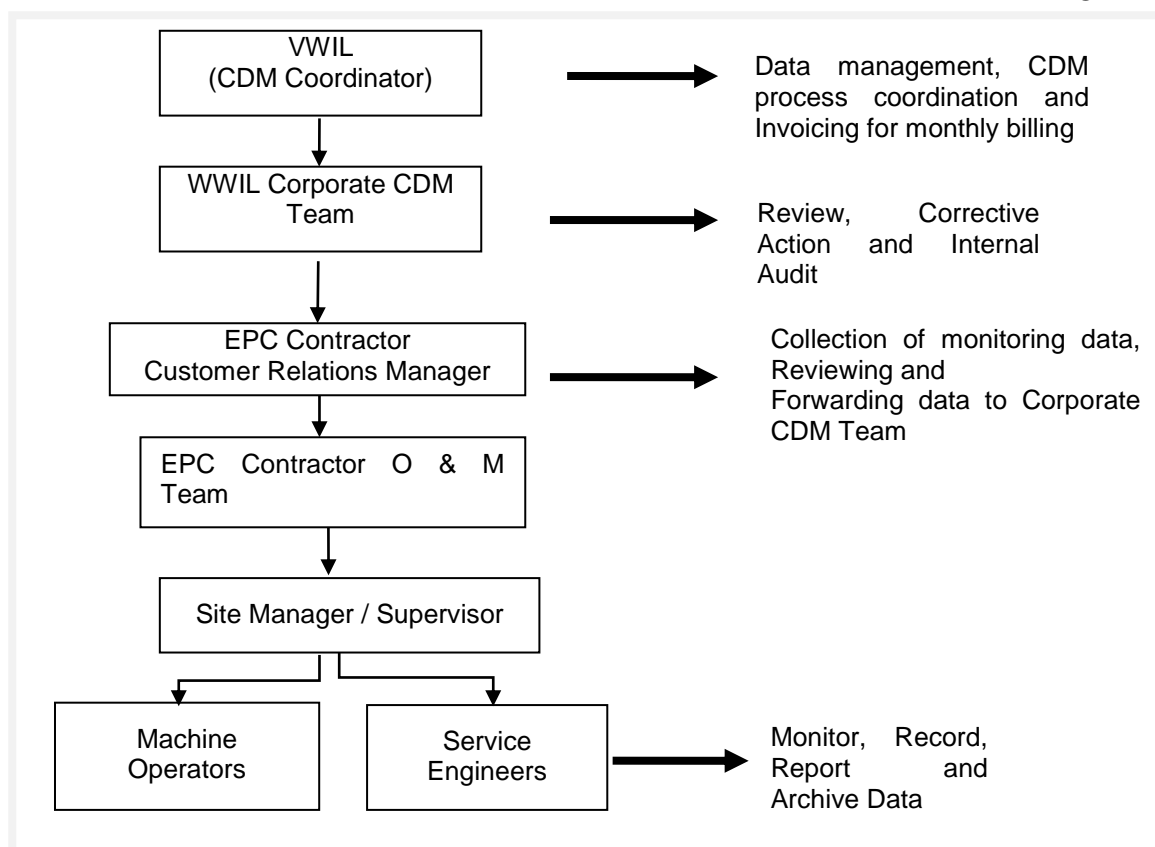 VWIL
(CDM Coordinator)
Data management, CDM
process coordination and
Invoicing for monthly billing
WWIL Corporate CDM
Team
Review, Corrective
Action and Internal
Audit
EPC Contractor
Customer Relations Manager
Collection of monitoring data,
Reviewing and
Forwarding data to Corporate
CDM Team
EPC Contractor O & M
Team
Site Manager / Supervisor
Machine
Operators
Service
Engineers
Monitor, Record,
Report and
Archive Data